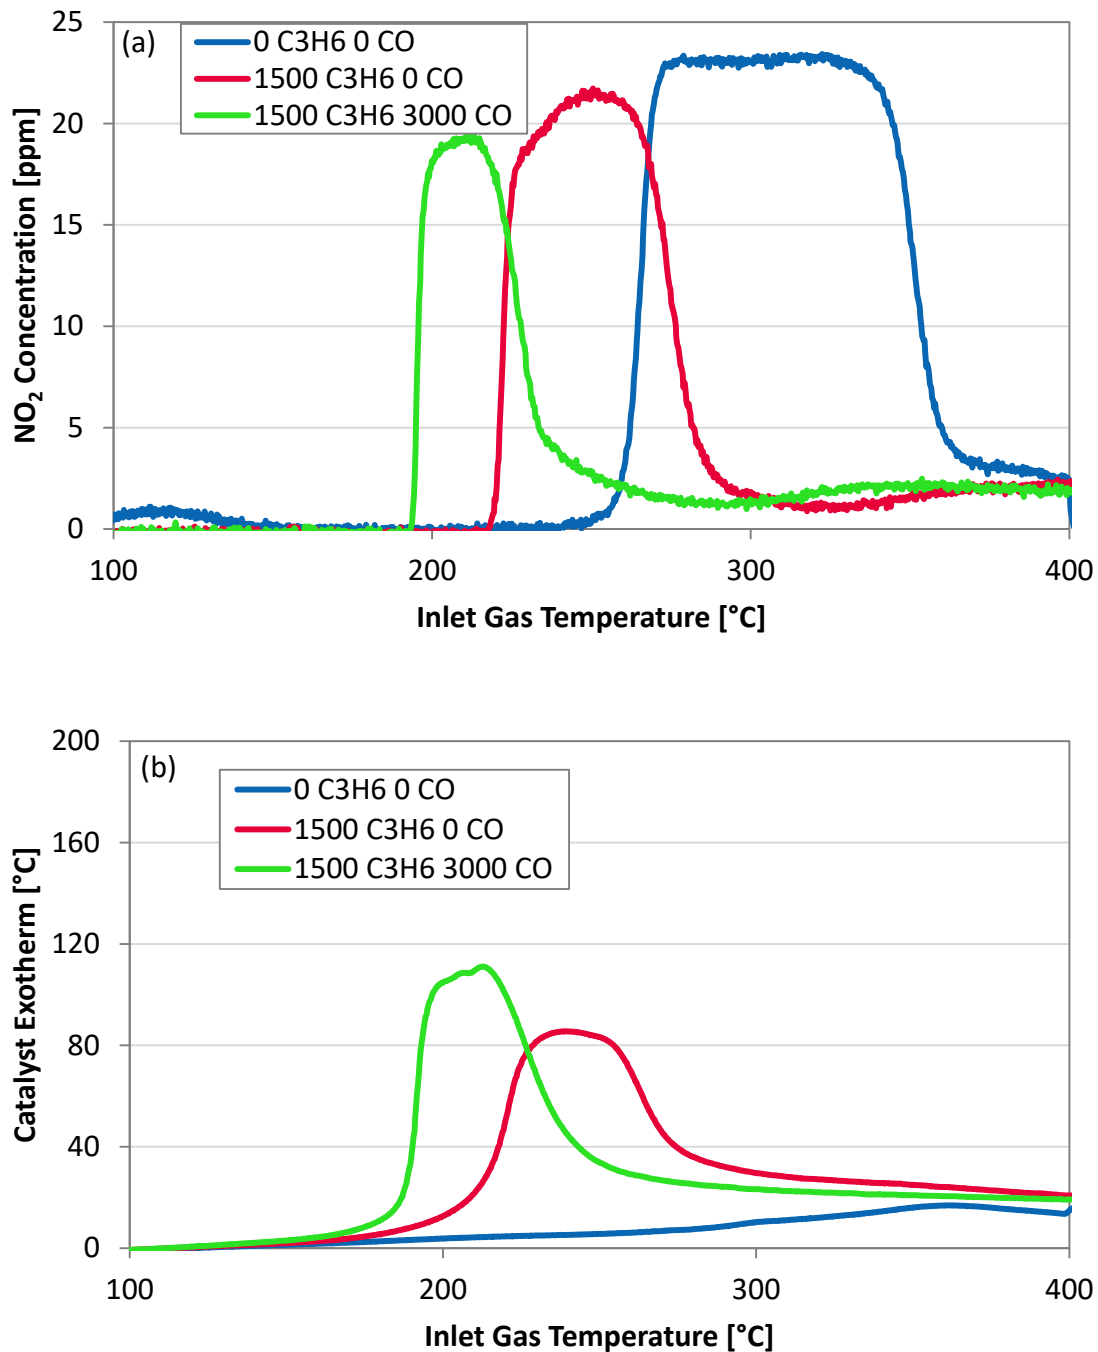 (a)
0 C3H6 0 CO
1500 C3H6 0 CO
1500 C3H6 3000 CO
NO2 Concentration [ppm]
25
20
15
10
5
0
100 200 300 400
Inlet Gas Temperature [°C]
(b)
0 C3H6 0 CO
1500 C3H6 0 CO
1500 C3H6 3000 CO
Catalyst Exotherm [°C]
200
160
120
80
40
0
100 200 300 400
Inlet Gas Temperature [°C]